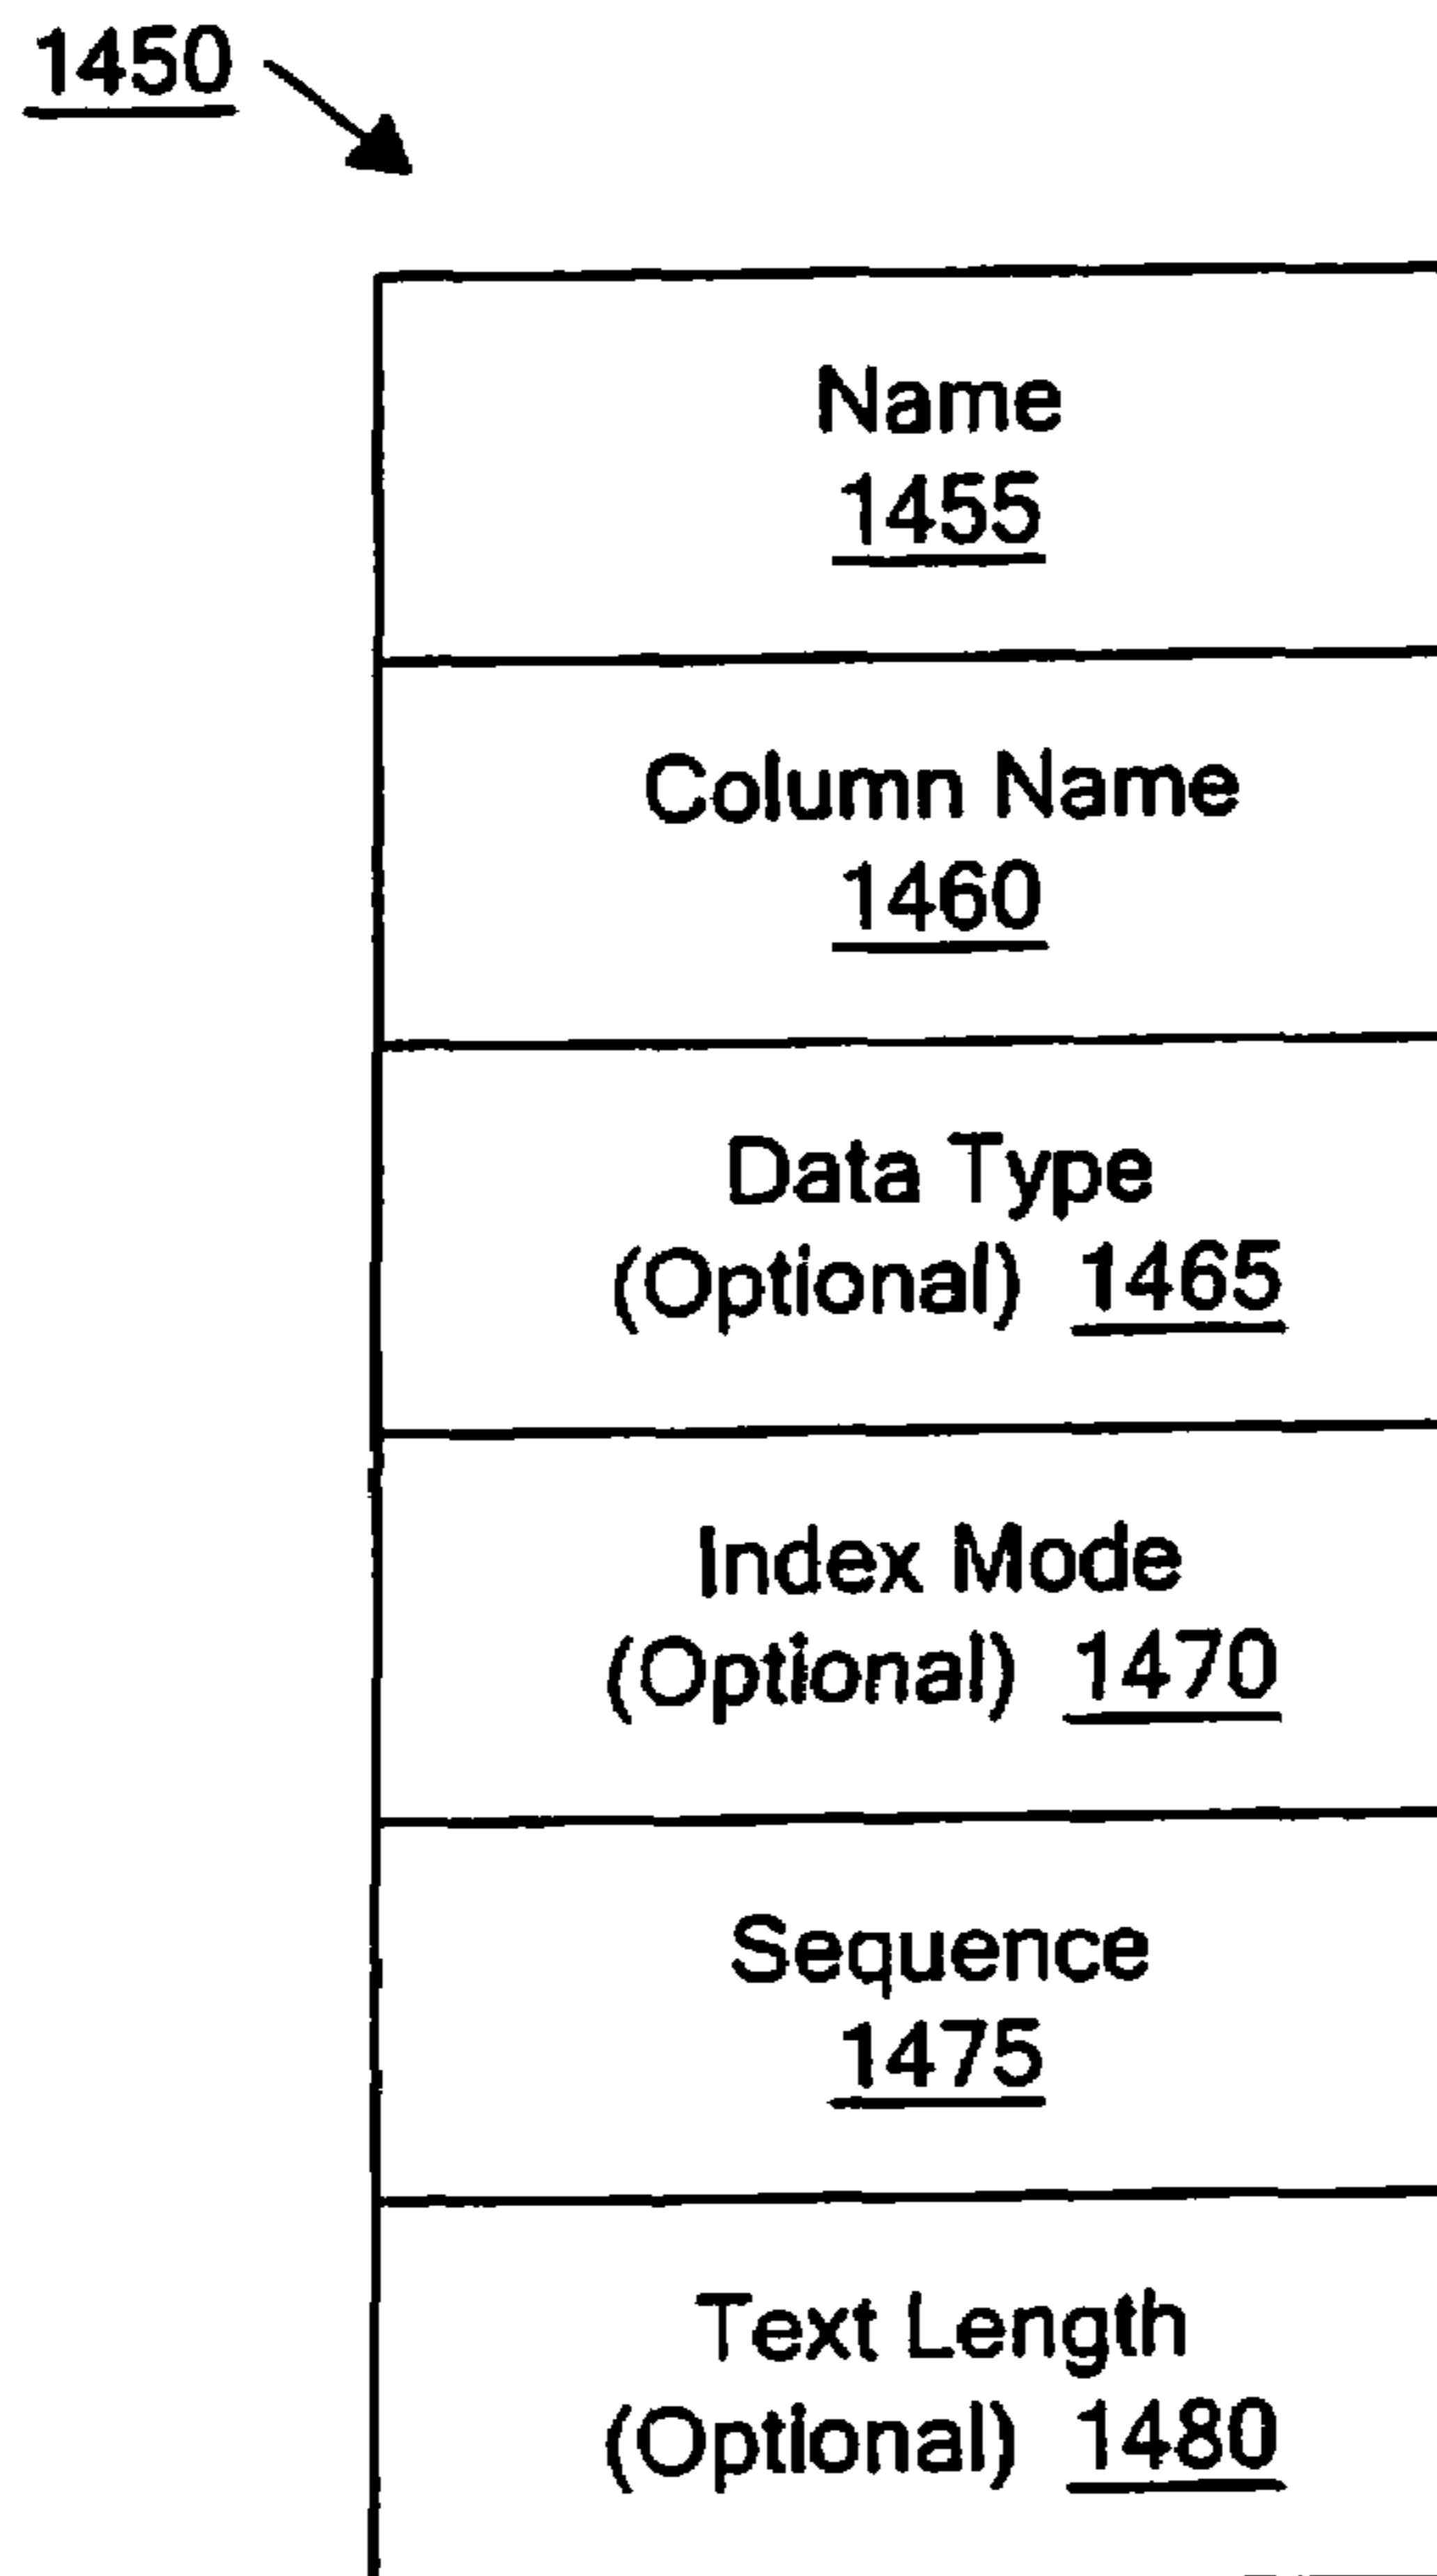 1450
Name
1455
Column Name
1460
Data Type
(Optional) 1465
Index Mode
(Optional) 1470
Sequence
1475
Text Length
(Optional) 1480